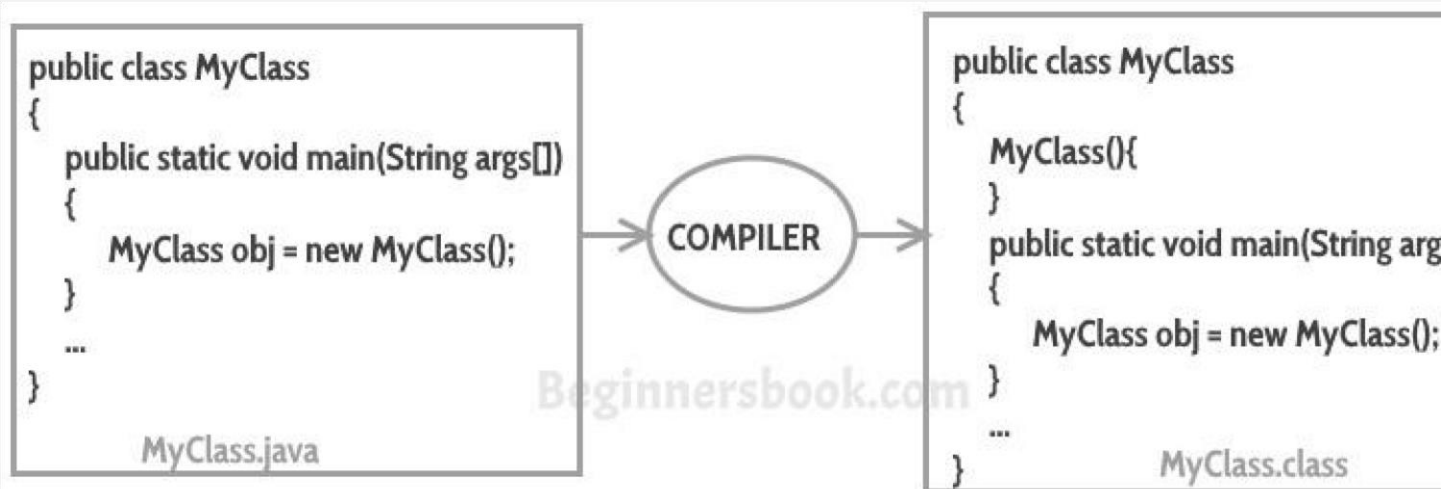 public class MyClass
{
public static void main(String args[])
{
MyClass obj = new MyClass();
}
...
}
MyClass.java
COMPILER
public class MyClass
{
MyClass(){
}
public static void main(String arg
{
MyClass obj = new MyClass();
}
...
}
MyClass.class
Beginnersbook.com